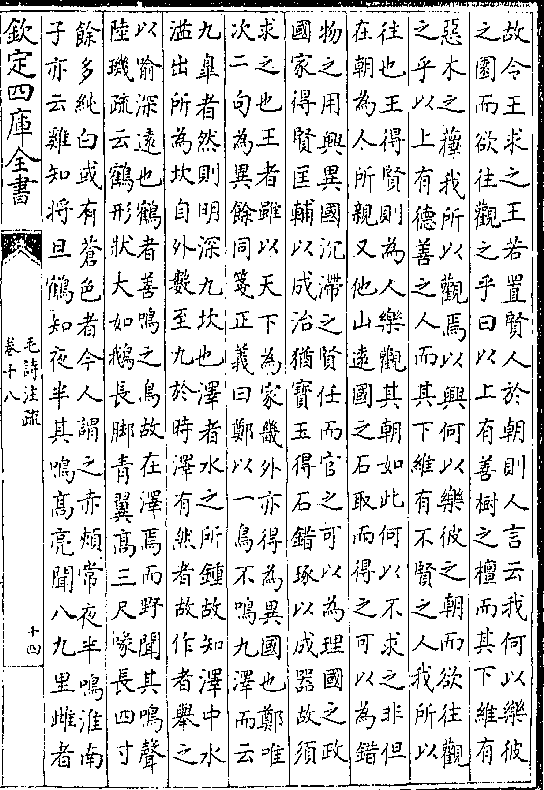 故令王求之王若置賢人於朝則人言云我何以樂彼
之園而欲往觀之乎曰以上有善樹之檀而其下維有
惡木之蘀我所以觀焉以興何以樂彼之朝而欲往觀
之乎以上有德善之人而其下維有不賢之人我所以
往也王得賢則為人樂觀其朝如此何以不求之非但
在朝為人所親又他山遠國之石取而得之可以為錯
物之用興異國沉滯之賢任而官之可以為理國之政
國家得賢匡輔以成治猶寶玉得石錯琢以成器故須
求之也王者雖以天下為家畿外亦得為異國也鄭唯
次二句為異餘同箋正義曰鄭以一鳥不鳴九澤而云
九臯者然則明深九坎也澤者水之所鍾故知澤中水
溢出所為坎自外數至九於時澤有然者故作者舉之
以喻深遠也鶴者善鳴之鳥故在澤焉而野聞其鳴聲
陸璣疏云鶴形狀大如鵝長脚青翼高三尺喙長四寸
餘多純白或有蒼色者今人謂之赤頰常夜半鳴淮南
子亦云雞知將旦鶴知夜半其鳴高亮聞八九里雌者
欽定四庫全書
毛詩注疏
卷十八
十四